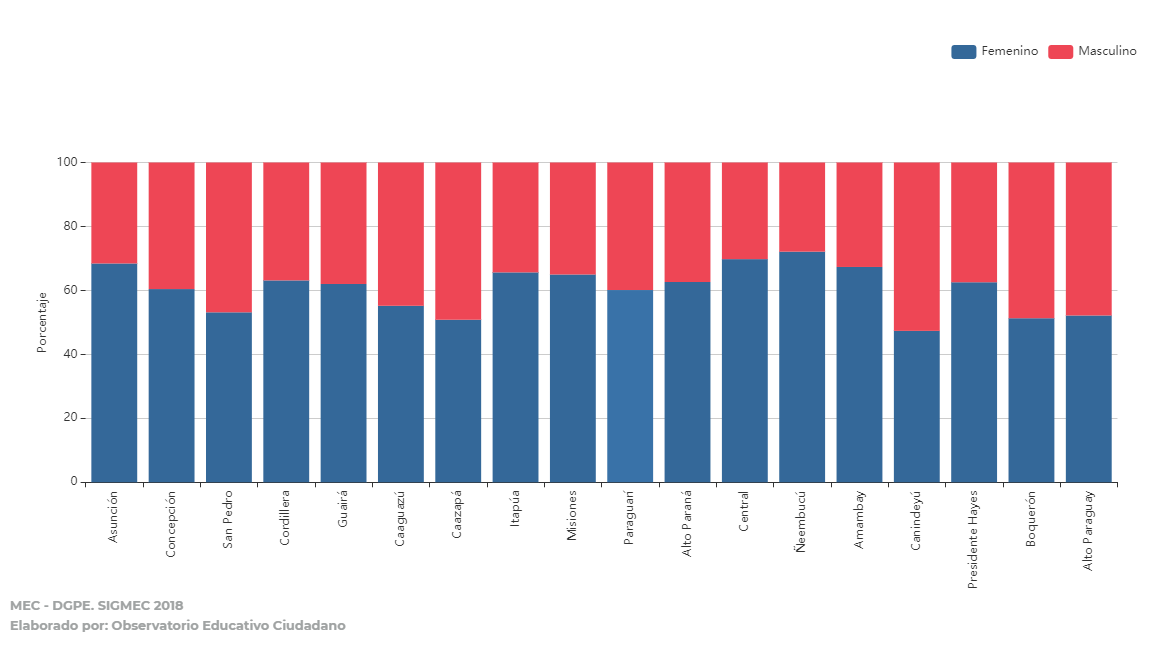 Femenino
Masculino
Porcentaje
100
80
60
40
20
0
Asunción
Concepción
San Pedro
Cordillera
Guairá
Caaguazú
Caazapá
Itapúa
Misiones
Paraguarí
Alto Paraná
Central
Ñeembucú
Amambay
Canindeyú
Presidente Hayes
Boquerón
Alto Paraguay
MEC - DGPE. SIGMEC 2018
Elaborado por: Observatorio Educativo Ciudadano